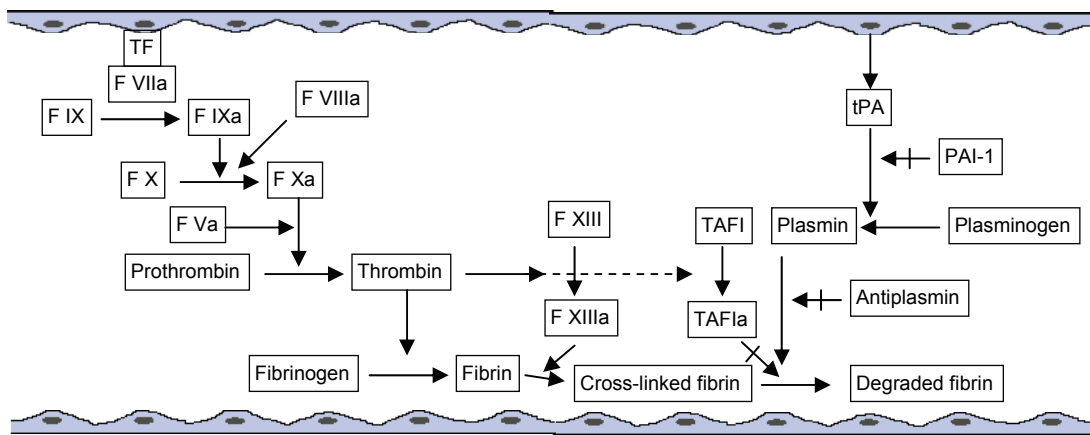 TF
F VIIa
F VIIIa
tPA
F IX
F IXa
PAI-1
F X
F Xa
F Va
F XIII
TAFI
Plasmin
Plasminogen
Prothrombin
Thrombin
Antiplasmin
F XIIIa
TAFIa
Fibrinogen
Fibrin
Cross-linked fibrin
Degraded fibrin